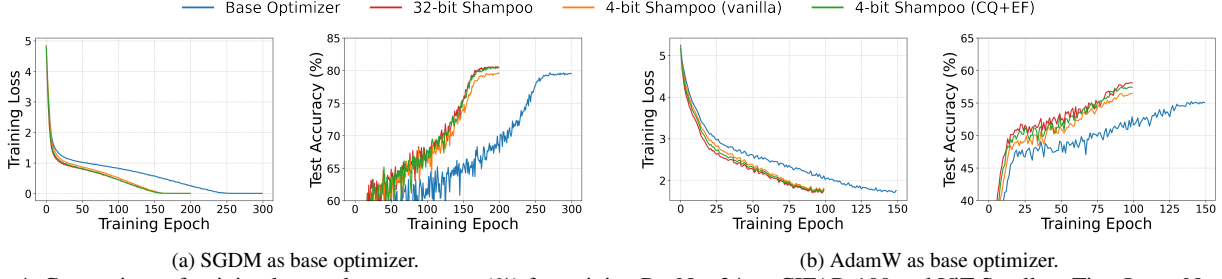 Base Optimizer 32-bit Shampoo 4-bit Shampoo (vanilla) 4-bit Shampoo (CQ+EF)
Training Loss
5
4
3
2
1
0
0 50 100 150 200 250 300
Training Epoch
Test Accuracy (%)
85
80
75
70
65
60
0 50 100 150 200 250 300
Training Epoch
(a) SGDM as base optimizer.
Training Loss
5
4
3
2
0 25 50 75 100 125 150
Training Epoch
Test Accuracy (%)
65
60
55
50
45
40
0 25 50 75 100 125 150
Training Epoch
(b) AdamW as base optimizer.